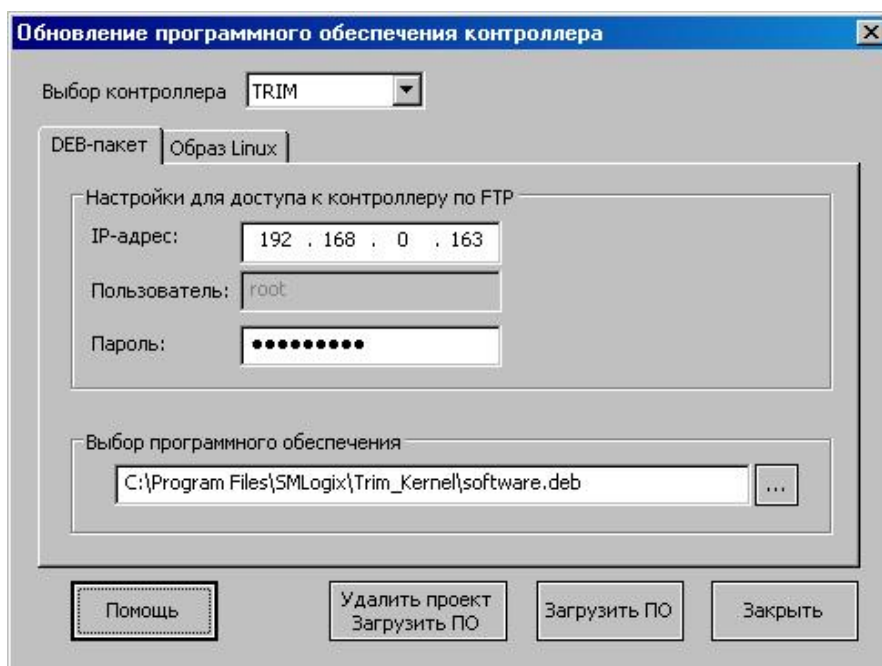 Обновление программного обеспечения контроллера
Выбор контроллера TRIM
DEB-пакет Образ Linux
Настройки для доступа к контроллеру по FTP
IP-адрес: 192 . 168 . 0 . 163
Пользователь: root
Пароль: •••••••••
Выбор программного обеспечения
C:\Program Files\SMLogix\Trim_Kernel\software.deb ...
Помощь
Удалить проект
Загрузить ПО
Загрузить ПО
Закрыть